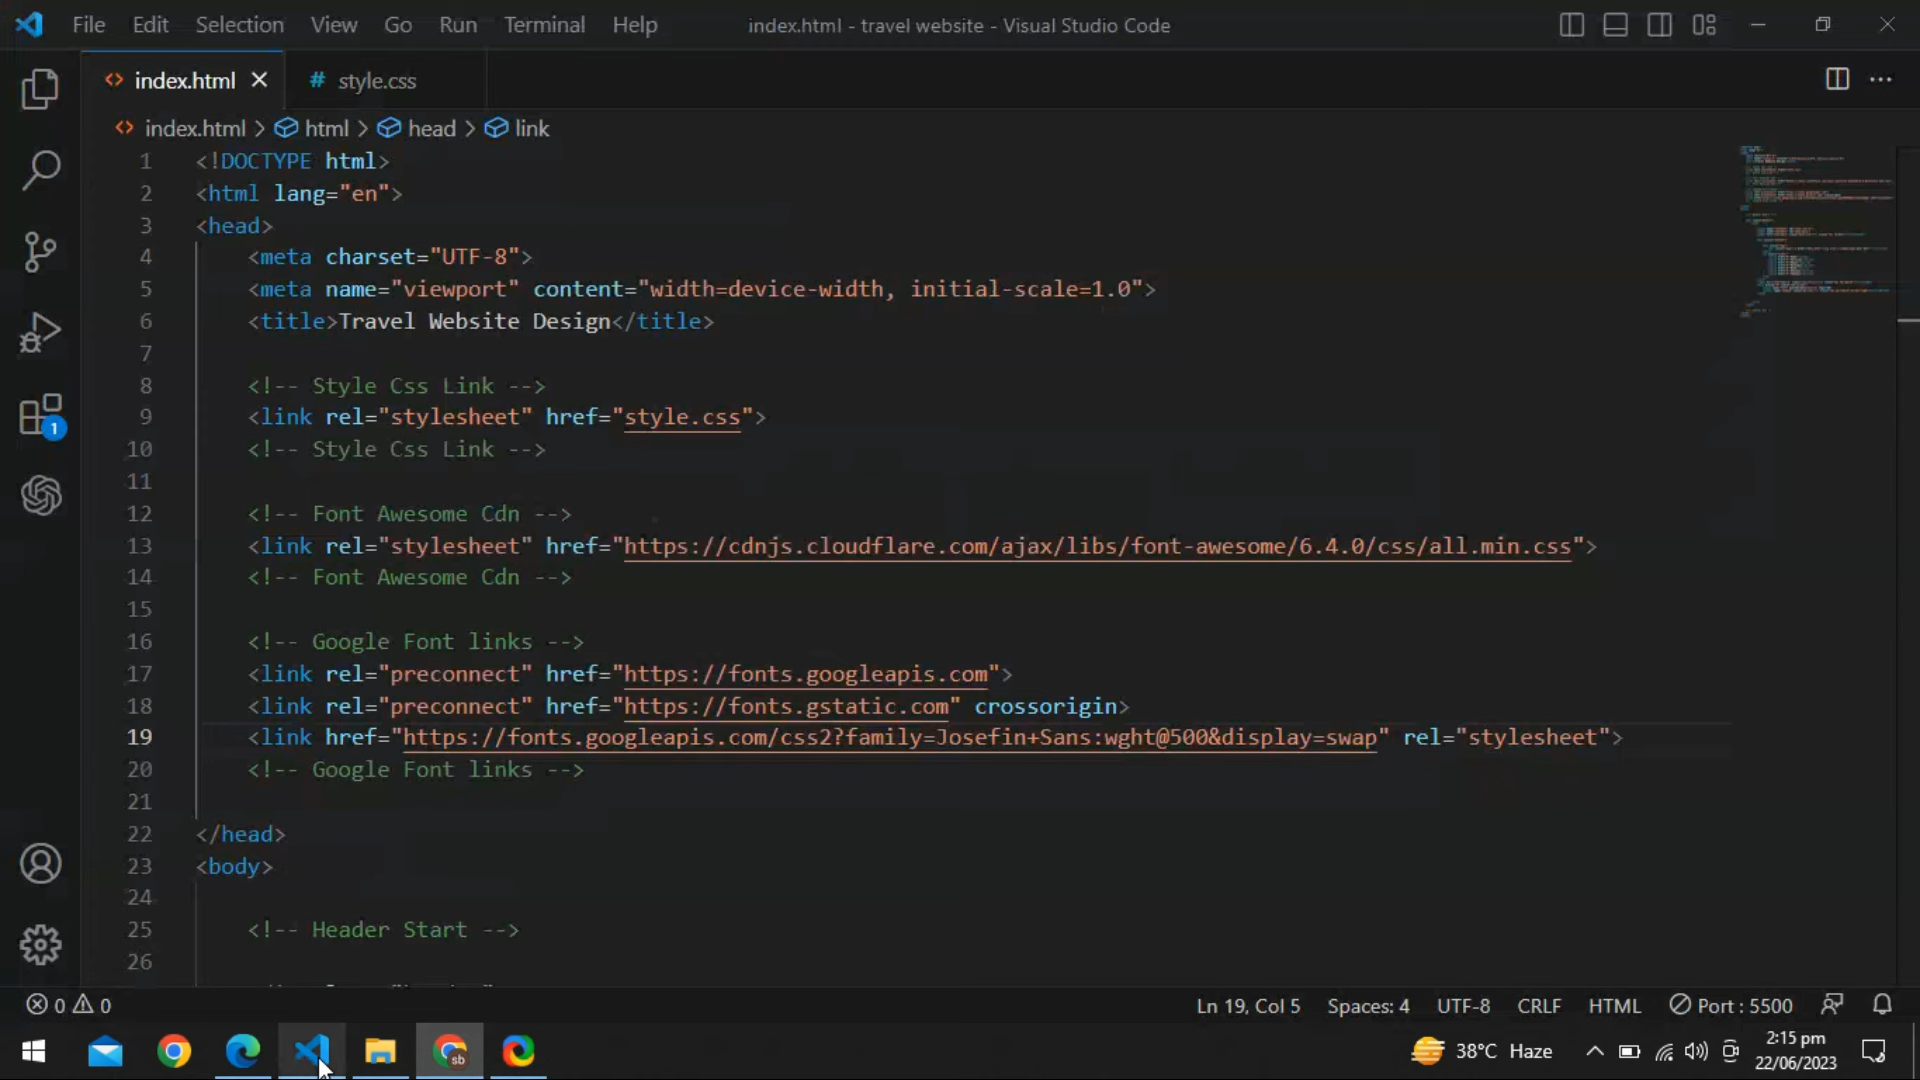 File Edit Selection View Go Run Terminal Help index.html - travel website - Visual Studio Code
<> index.html × # style.css
<> index.html > html > head > link
1 <!DOCTYPE html>
2 <html lang="en">
3 <head>
4 <meta charset="UTF-8">
5 <meta name="viewport" content="width=device-width, initial-scale=1.0">
6 <title>Travel Website Design</title>
7
8 <!-- Style Css Link -->
9 <link rel="stylesheet" href="style.css">
10 <!-- Style Css Link -->
11
12 <!-- Font Awesome Cdn -->
13 <link rel="stylesheet" href="https://cdnjs.cloudflare.com/ajax/libs/font-awesome/6.4.0/css/all.min.css">
14 <!-- Font Awesome Cdn -->
15
16 <!-- Google Font links -->
17 <link rel="preconnect" href="https://fonts.googleapis.com">
18 <link rel="preconnect" href="https://fonts.gstatic.com" crossorigin>
19 <link href="https://fonts.googleapis.com/css2?family=Josefin+Sans:wght@500&display=swap" rel="stylesheet">
20 <!-- Google Font links -->
21
22 </head>
23 <body>
24
25 <!-- Header Start -->
26
1
0 0 Ln 19, Col 5 Spaces: 4 UTF-8 CRLF HTML Port : 5500
sb 38°C Haze 2:15 pm
22/06/2023